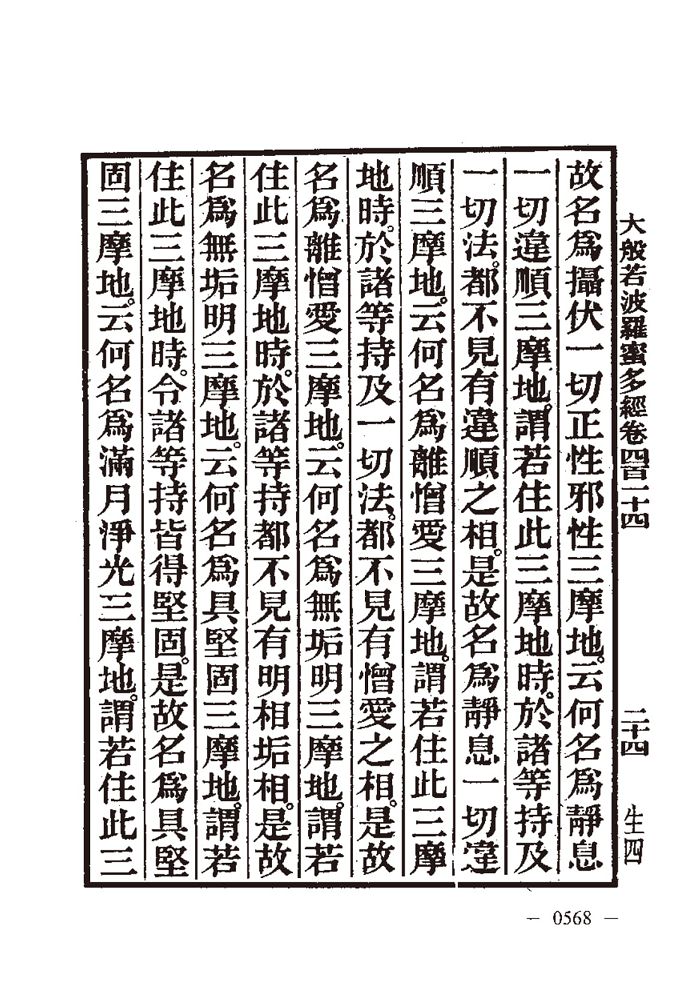 大般若波羅蜜多經卷四百一十四 二十四 生四
故名爲攝伏一切正性邪性三摩地。云何名爲靜息
一切違順三摩地。謂若住此三摩地時。於諸等持及
一切法。都不見有違順之相。是故名爲靜息一切違
順三摩地。云何名爲離憎愛三摩地。謂若住此三摩
地時。於諸等持及一切法。都不見有憎愛之相。是故
名爲離憎愛三摩地。云何名爲無垢明三摩地。謂若
住此三摩地時。於諸等持都不見有明相垢相。是故
名爲無垢明三摩地。云何名爲具堅固三摩地。謂若
住此三摩地時。令諸等持皆得堅固。是故名爲具堅
固三摩地。云何名爲滿月淨光三摩地。謂若住此三
— 0568 —